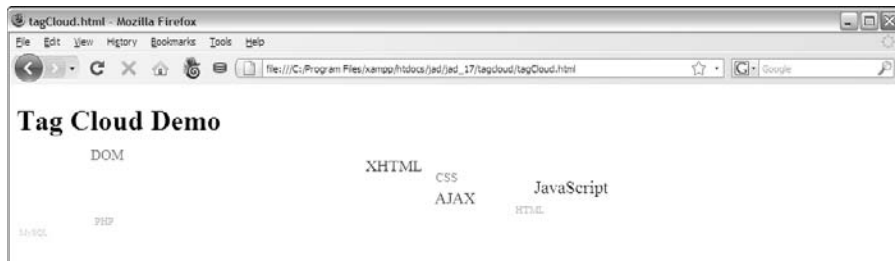 tagCloud.html - Mozilla Firefox
File Edit View History Bookmarks Tools Help
file:///C:/Program Files/xampp/htdocs/jad/jad_17/tagcloud/tagCloud.html Google
Tag Cloud Demo
DOM
XHTML
CSS
JavaScript
AJAX
HTML
PHP
MySQL